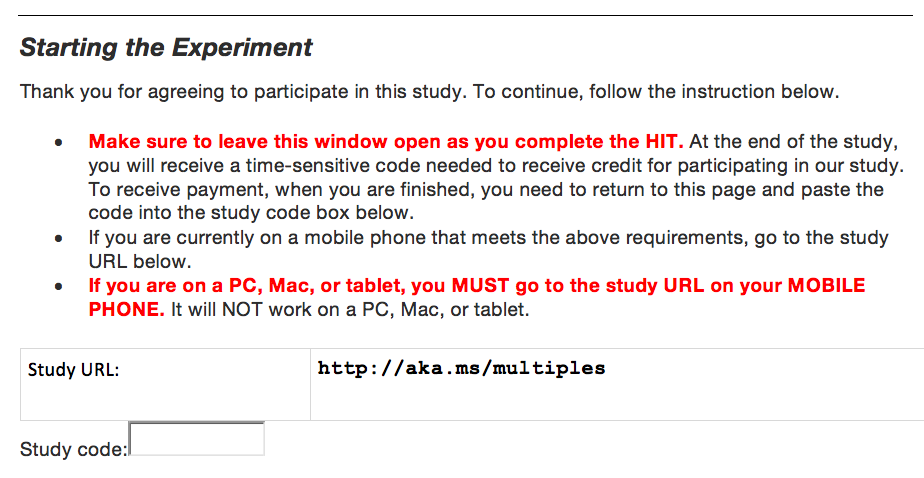 Starting the Experiment
Thank you for agreeing to participate in this study. To continue, follow the instruction below.
• Make sure to leave this window open as you complete the HIT. At the end of the study,
you will receive a time-sensitive code needed to receive credit for participating in our study.
To receive payment, when you are finished, you need to return to this page and paste the
code into the study code box below.
• If you are currently on a mobile phone that meets the above requirements, go to the study
URL below.
• If you are on a PC, Mac, or tablet, you MUST go to the study URL on your MOBILE
PHONE. It will NOT work on a PC, Mac, or tablet.
Study URL: http://aka.ms/multiples
Study code: